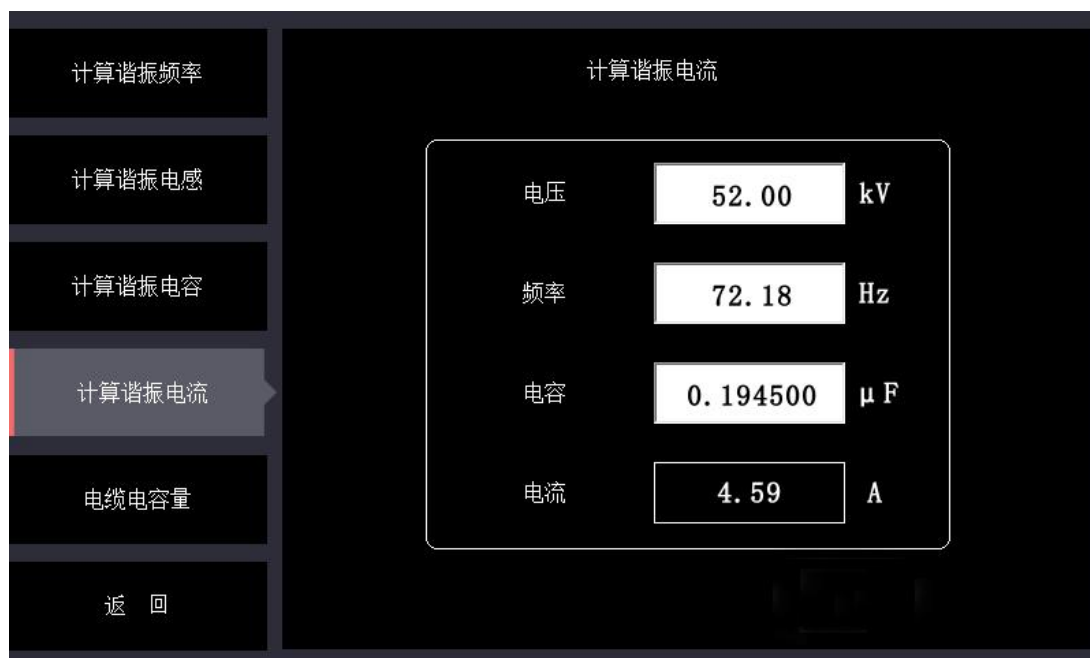 计算谐振频率
计算谐振电感
计算谐振电容
计算谐振电流
电缆电容量
返 回
计算谐振电流
电压 52.00 kV
频率 72.18 Hz
电容 0.194500 μF
电流 4.59 A